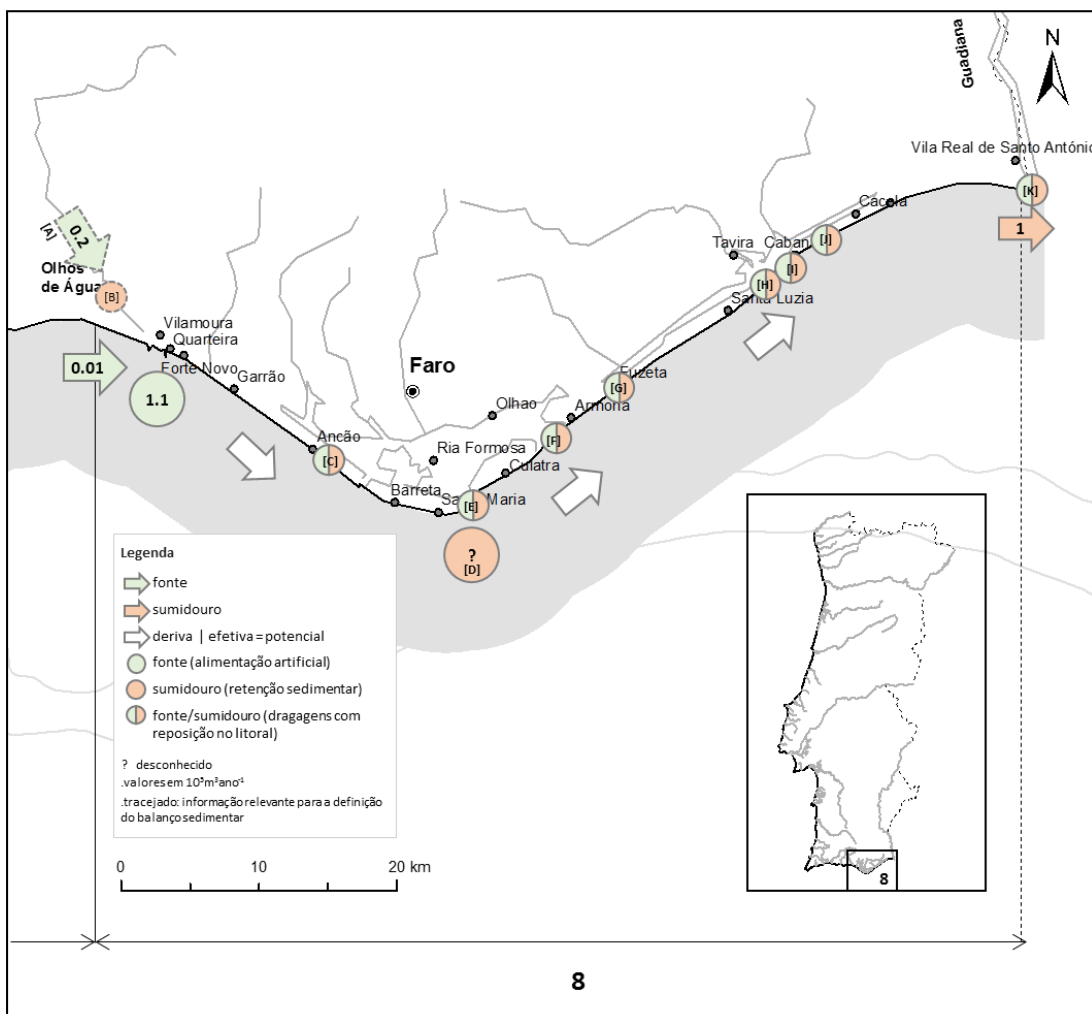 Guadiana
N
Vila Real de Santo António
[K]
1
Cacela
Tavira
Caban
[J]
[I]
[H]
Santa Luzia
0.2
[A]
Olhos
de Água
[B]
Vilamoura
Quarteira
Forte Novo
0.01
1.1
Garrão
Faro
Fuzeta
[G]
Olhao
Armona
[F]
Ancão
[C]
Ria Formosa
Culatra
Barreta
Sa
Maria
[E]
?
[D]
Legenda
fonte
sumidouro
deriva | efetiva = potencial
fonte (alimentação artificial)
sumidouro (retenção sedimentar)
fonte/sumidouro (dragagens com
reposição no litoral)
? desconhecido
.valores em 10⁵m³ano⁻¹
.tracejado: informação relevante para a definição
do balanço sedimentar
0 10 20 km
8
8